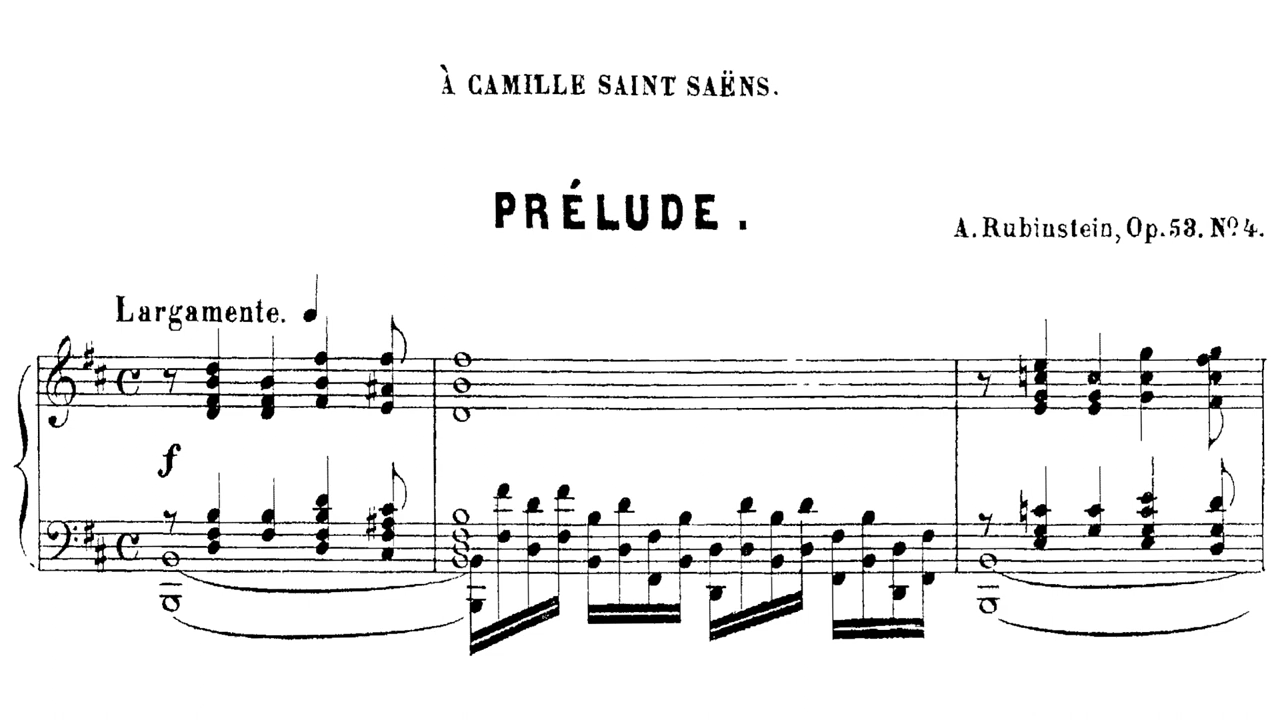 À CAMILLE SAINT SAËNS.
PRÉLUDE.
A. Rubinstein, Op. 53. Nº 4.
Largamente.
f